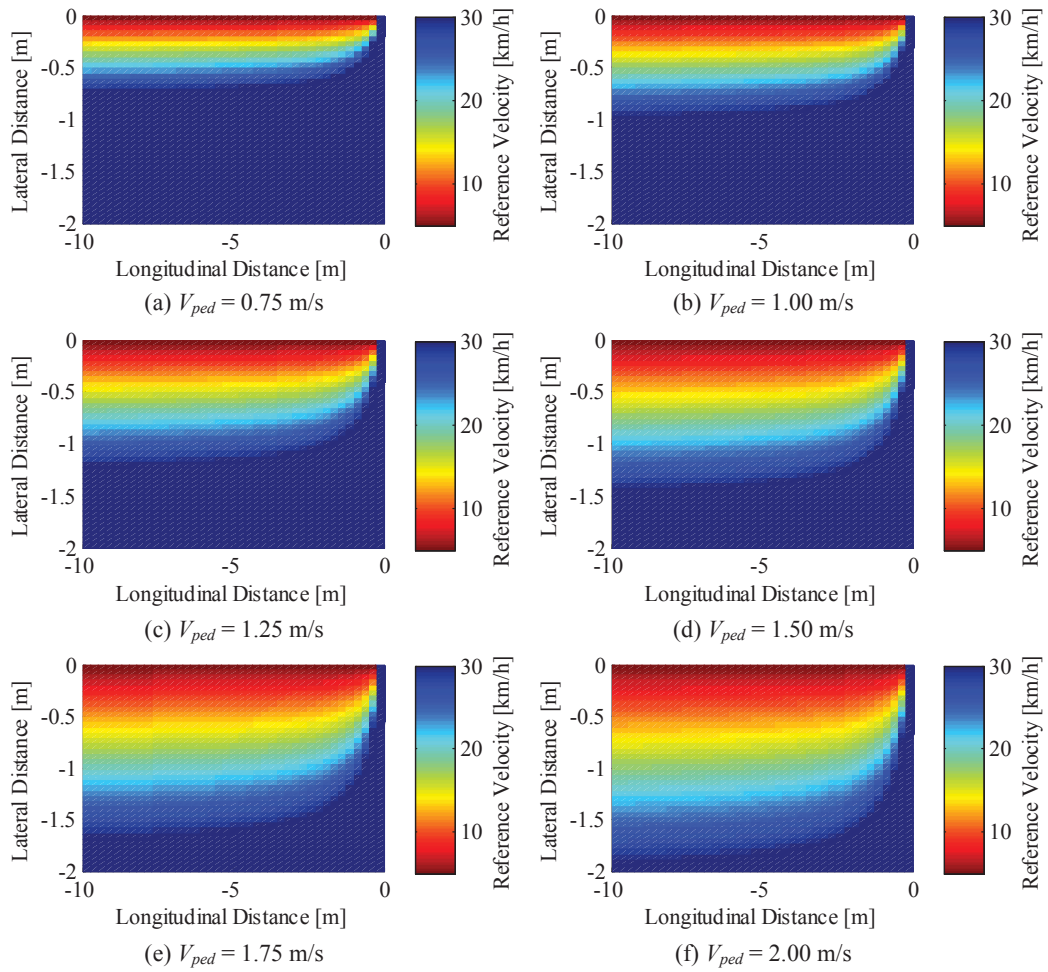 0
-0.5
-1
-1.5
-2
-10
-5
0
Lateral Distance [m]
Longitudinal Distance [m]
30
20
10
Reference Velocity [km/h]
(a) V_ped = 0.75 m/s
0
-0.5
-1
-1.5
-2
-10
-5
0
Lateral Distance [m]
Longitudinal Distance [m]
30
20
10
Reference Velocity [km/h]
(b) V_ped = 1.00 m/s
0
-0.5
-1
-1.5
-2
-10
-5
0
Lateral Distance [m]
Longitudinal Distance [m]
30
20
10
Reference Velocity [km/h]
(c) V_ped = 1.25 m/s
0
-0.5
-1
-1.5
-2
-10
-5
0
Lateral Distance [m]
Longitudinal Distance [m]
30
20
10
Reference Velocity [km/h]
(d) V_ped = 1.50 m/s
0
-0.5
-1
-1.5
-2
-10
-5
0
Lateral Distance [m]
Longitudinal Distance [m]
30
20
10
Reference Velocity [km/h]
(e) V_ped = 1.75 m/s
0
-0.5
-1
-1.5
-2
-10
-5
0
Lateral Distance [m]
Longitudinal Distance [m]
30
20
10
Reference Velocity [km/h]
(f) V_ped = 2.00 m/s